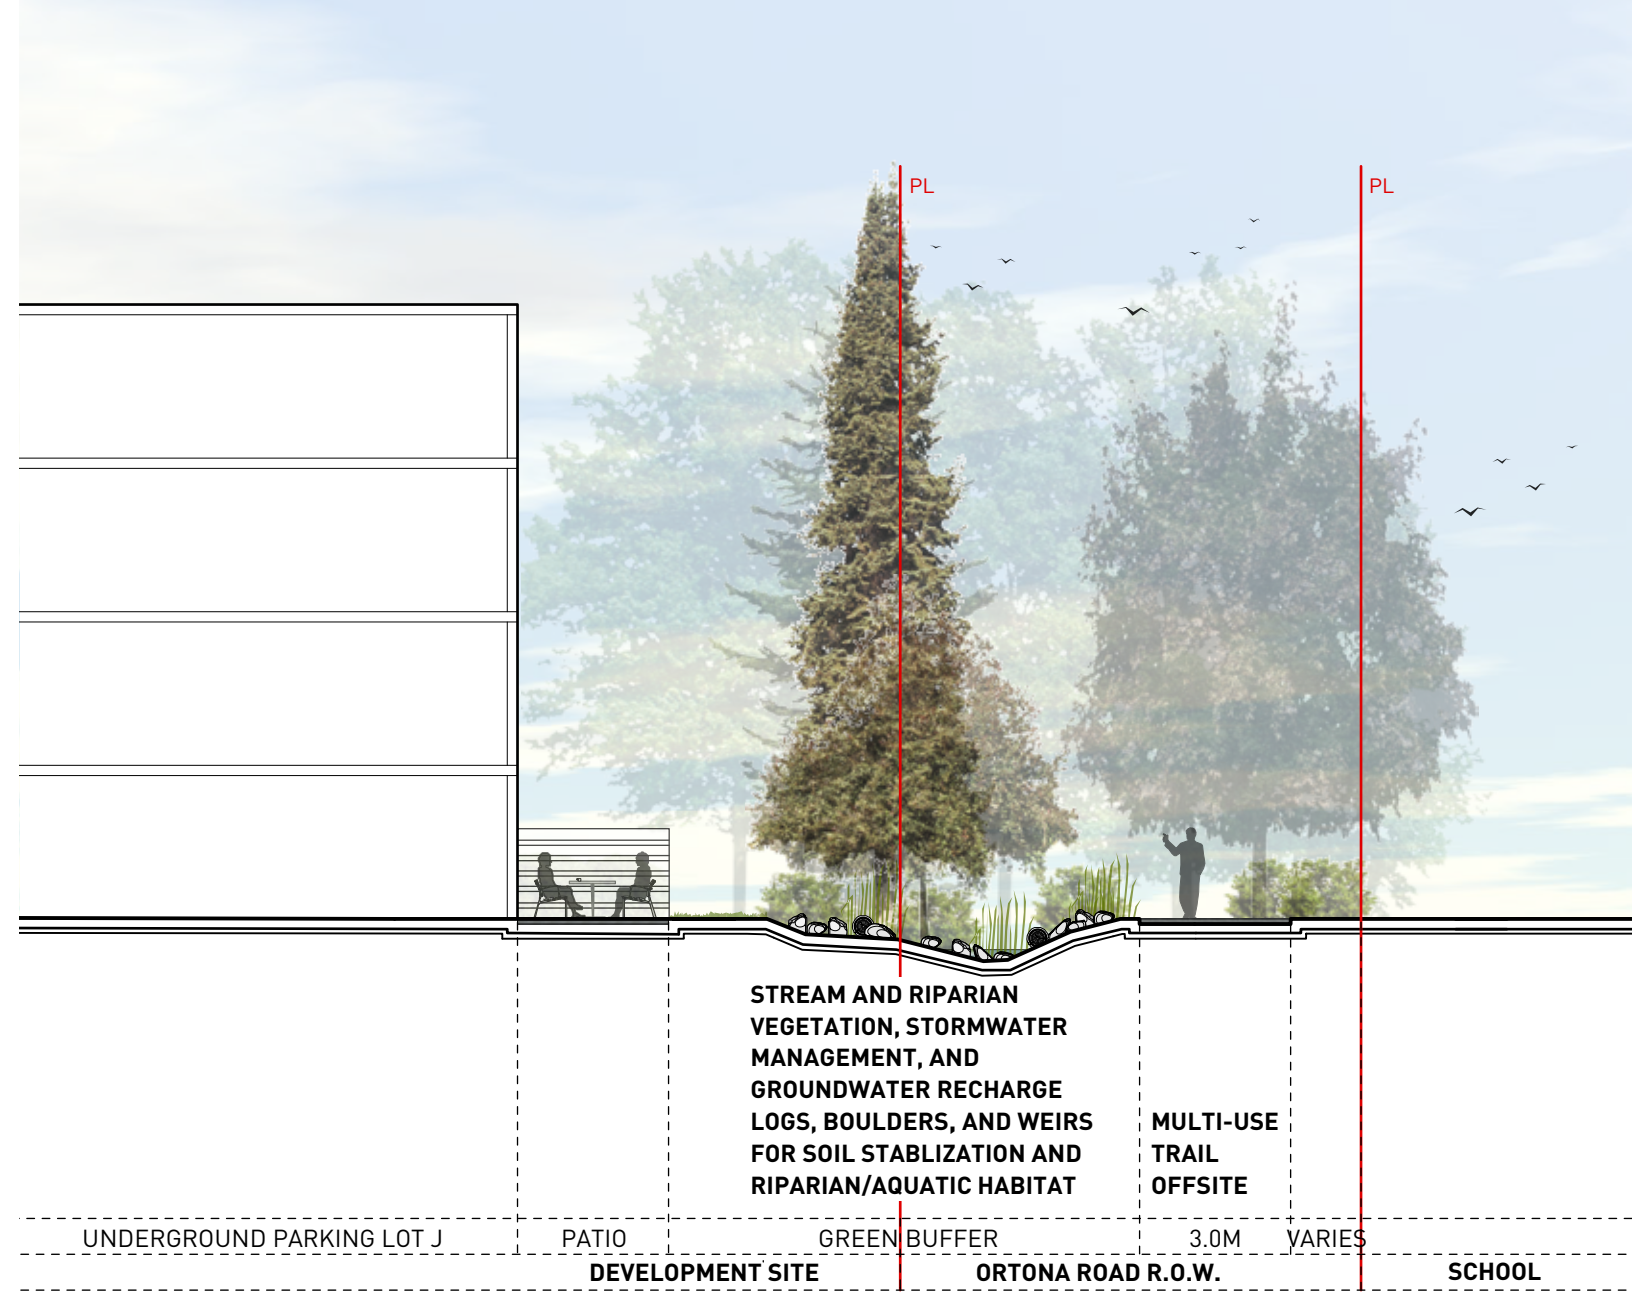 PL
PL
STREAM AND RIPARIAN
VEGETATION, STORMWATER
MANAGEMENT, AND
GROUNDWATER RECHARGE
LOGS, BOULDERS, AND WEIRS
FOR SOIL STABLIZATION AND
RIPARIAN/AQUATIC HABITAT
MULTI-USE
TRAIL
OFFSITE
UNDERGROUND PARKING LOT J
PATIO
GREEN BUFFER
3.0M
VARIES
DEVELOPMENT SITE
ORTONA ROAD R.O.W.
SCHOOL